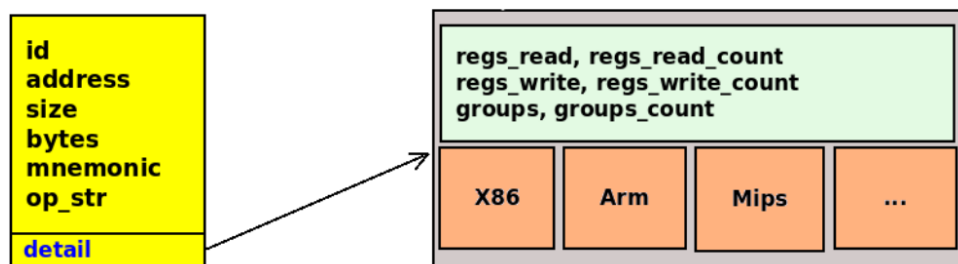 id
address
size
bytes
mnemonic
op_str
detail
regs_read, regs_read_count
regs_write, regs_write_count
groups, groups_count
X86
Arm
Mips
...